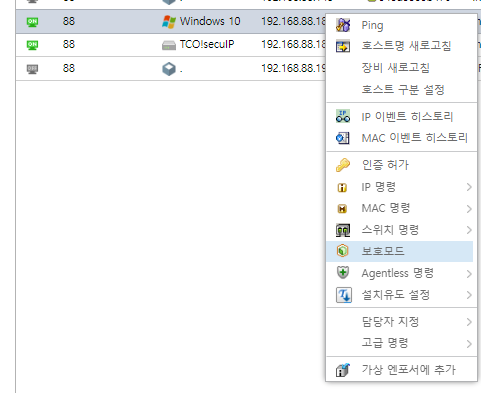 88 Windows 10 192.168.88.18
88 TCO!secuIP 192.168.88.18
88 . 192.168.88.19
Ping
호스트명 새로고침
장비 새로고침
호스트 구분 설정
IP 이벤트 히스토리
MAC 이벤트 히스토리
인증 허가
IP 명령
MAC 명령
스위치 명령
보호모드
Agentless 명령
설치유도 설정
담당자 지정
고급 명령
가상 엔포서에 추가